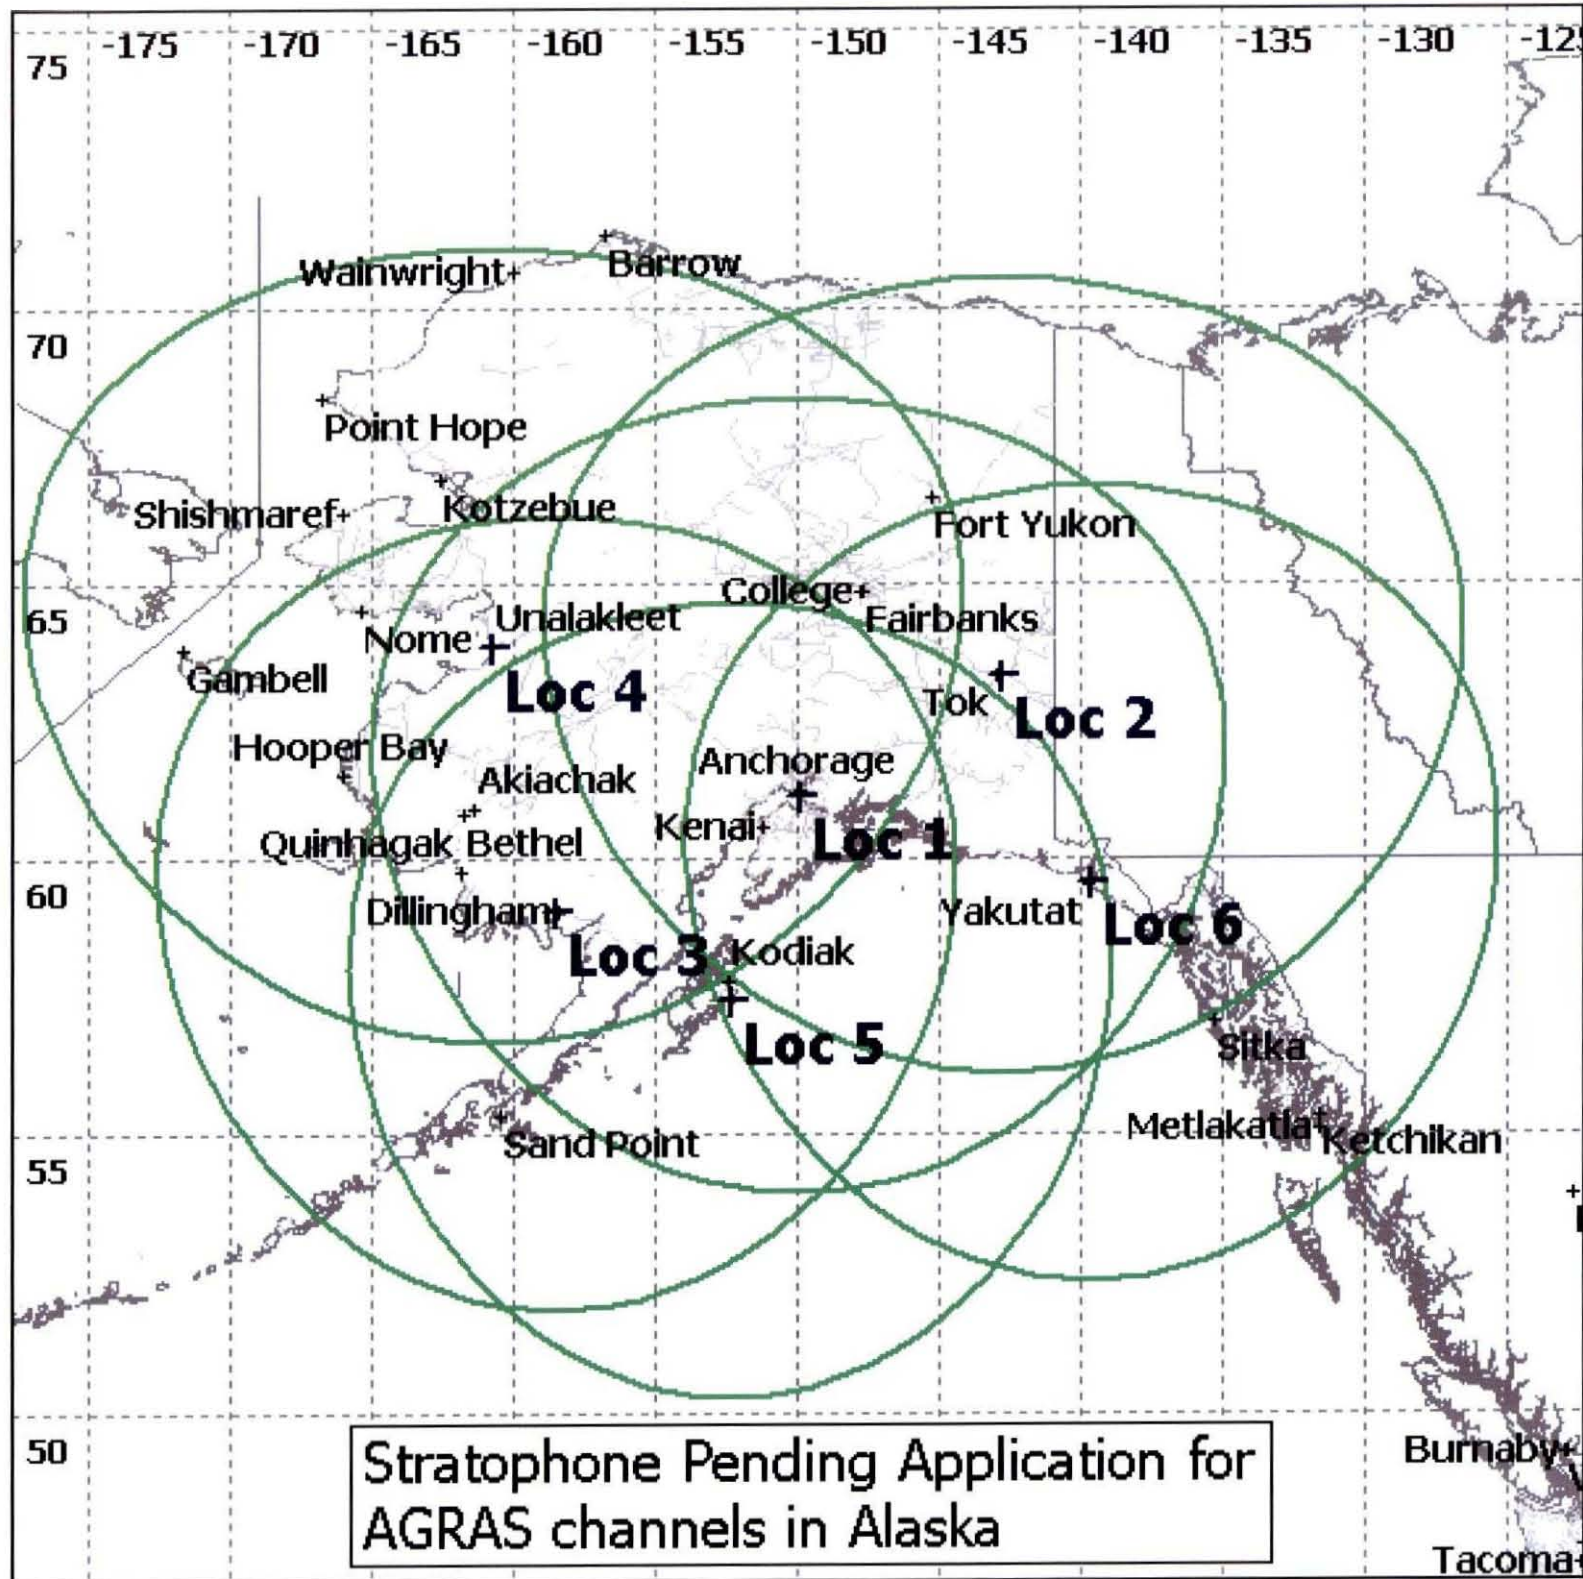 -175 -170 -165 -160 -155 -150 -145 -140 -135 -130 -125
75
Wainwright
Barrow
70
Point Hope
Shishmaref
Kotzebue
Fort Yukon
College
65
Unalakleet
Fairbanks
Nome
Gambell
Loc 4
Tok
Loc 2
Hooper Bay
Anchorage
Akiachak
Kenai
Loc 1
Quinhagak Bethel
60
Dillingham
Yakutat
Loc 6
Loc 3
Kodiak
Loc 5
Sitka
Metlakatla
Ketchikan
55
Sand Point
50
Burnaby
Stratophone Pending Application for
AGRAS channels in Alaska
Tacoma